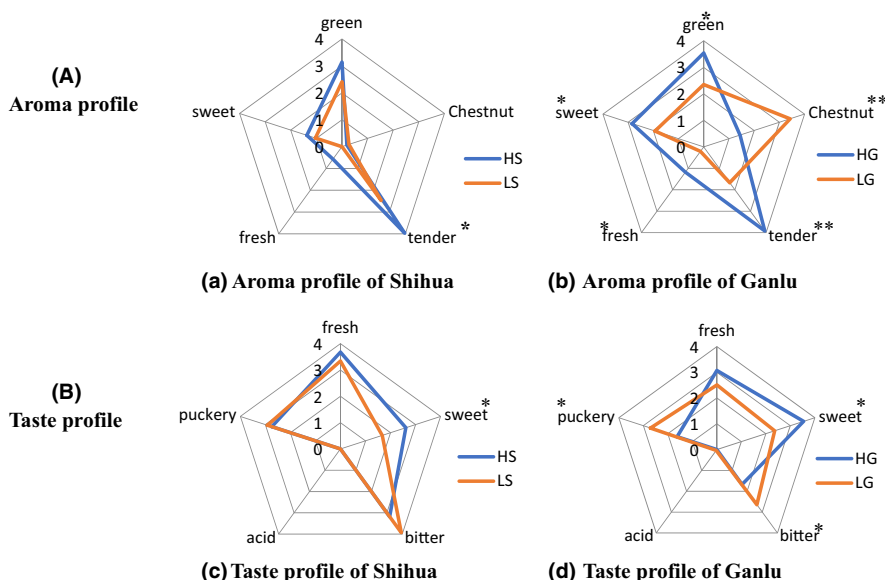 (A)
Aroma profile
green
4
3
2
1
0
sweet
Chestnut
fresh
tender*
HS
LS
(a) Aroma profile of Shihua
*
green
4
3
2
1
0
*
sweet
Chestnut**
*
fresh
tender**
HG
LG
(b) Aroma profile of Ganlu
(B)
Taste profile
fresh
4
3
2
1
0
puckery
sweet*
acid
bitter
HS
LS
(c) Taste profile of Shihua
fresh
4
3
2
1
0
*
puckery
sweet*
acid
bitter*
HG
LG
(d) Taste profile of Ganlu